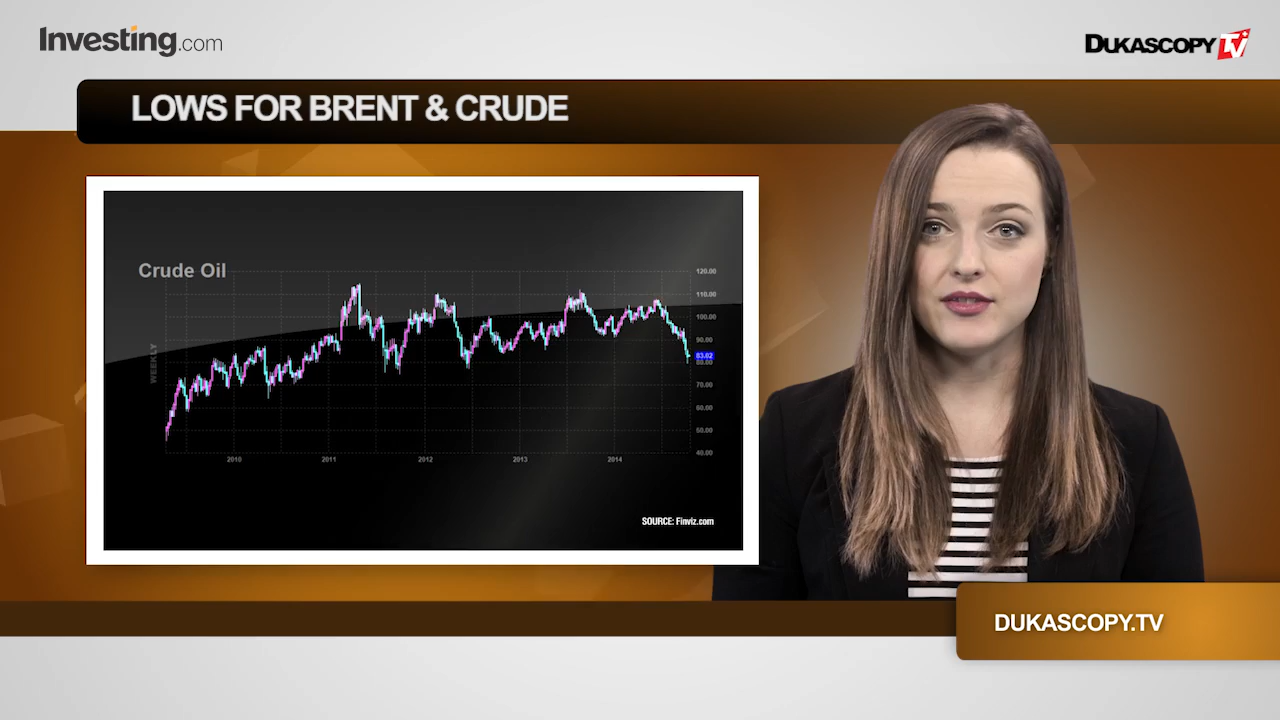 Investing.com
DUKASCOPY TV
LOWS FOR BRENT & CRUDE
Crude Oil
WEEKLY
120.00
110.00
100.00
90.00
83.02
80.00
70.00
60.00
50.00
40.00
2010
2011
2012
2013
2014
SOURCE: Finviz.com
DUKASCOPY.TV